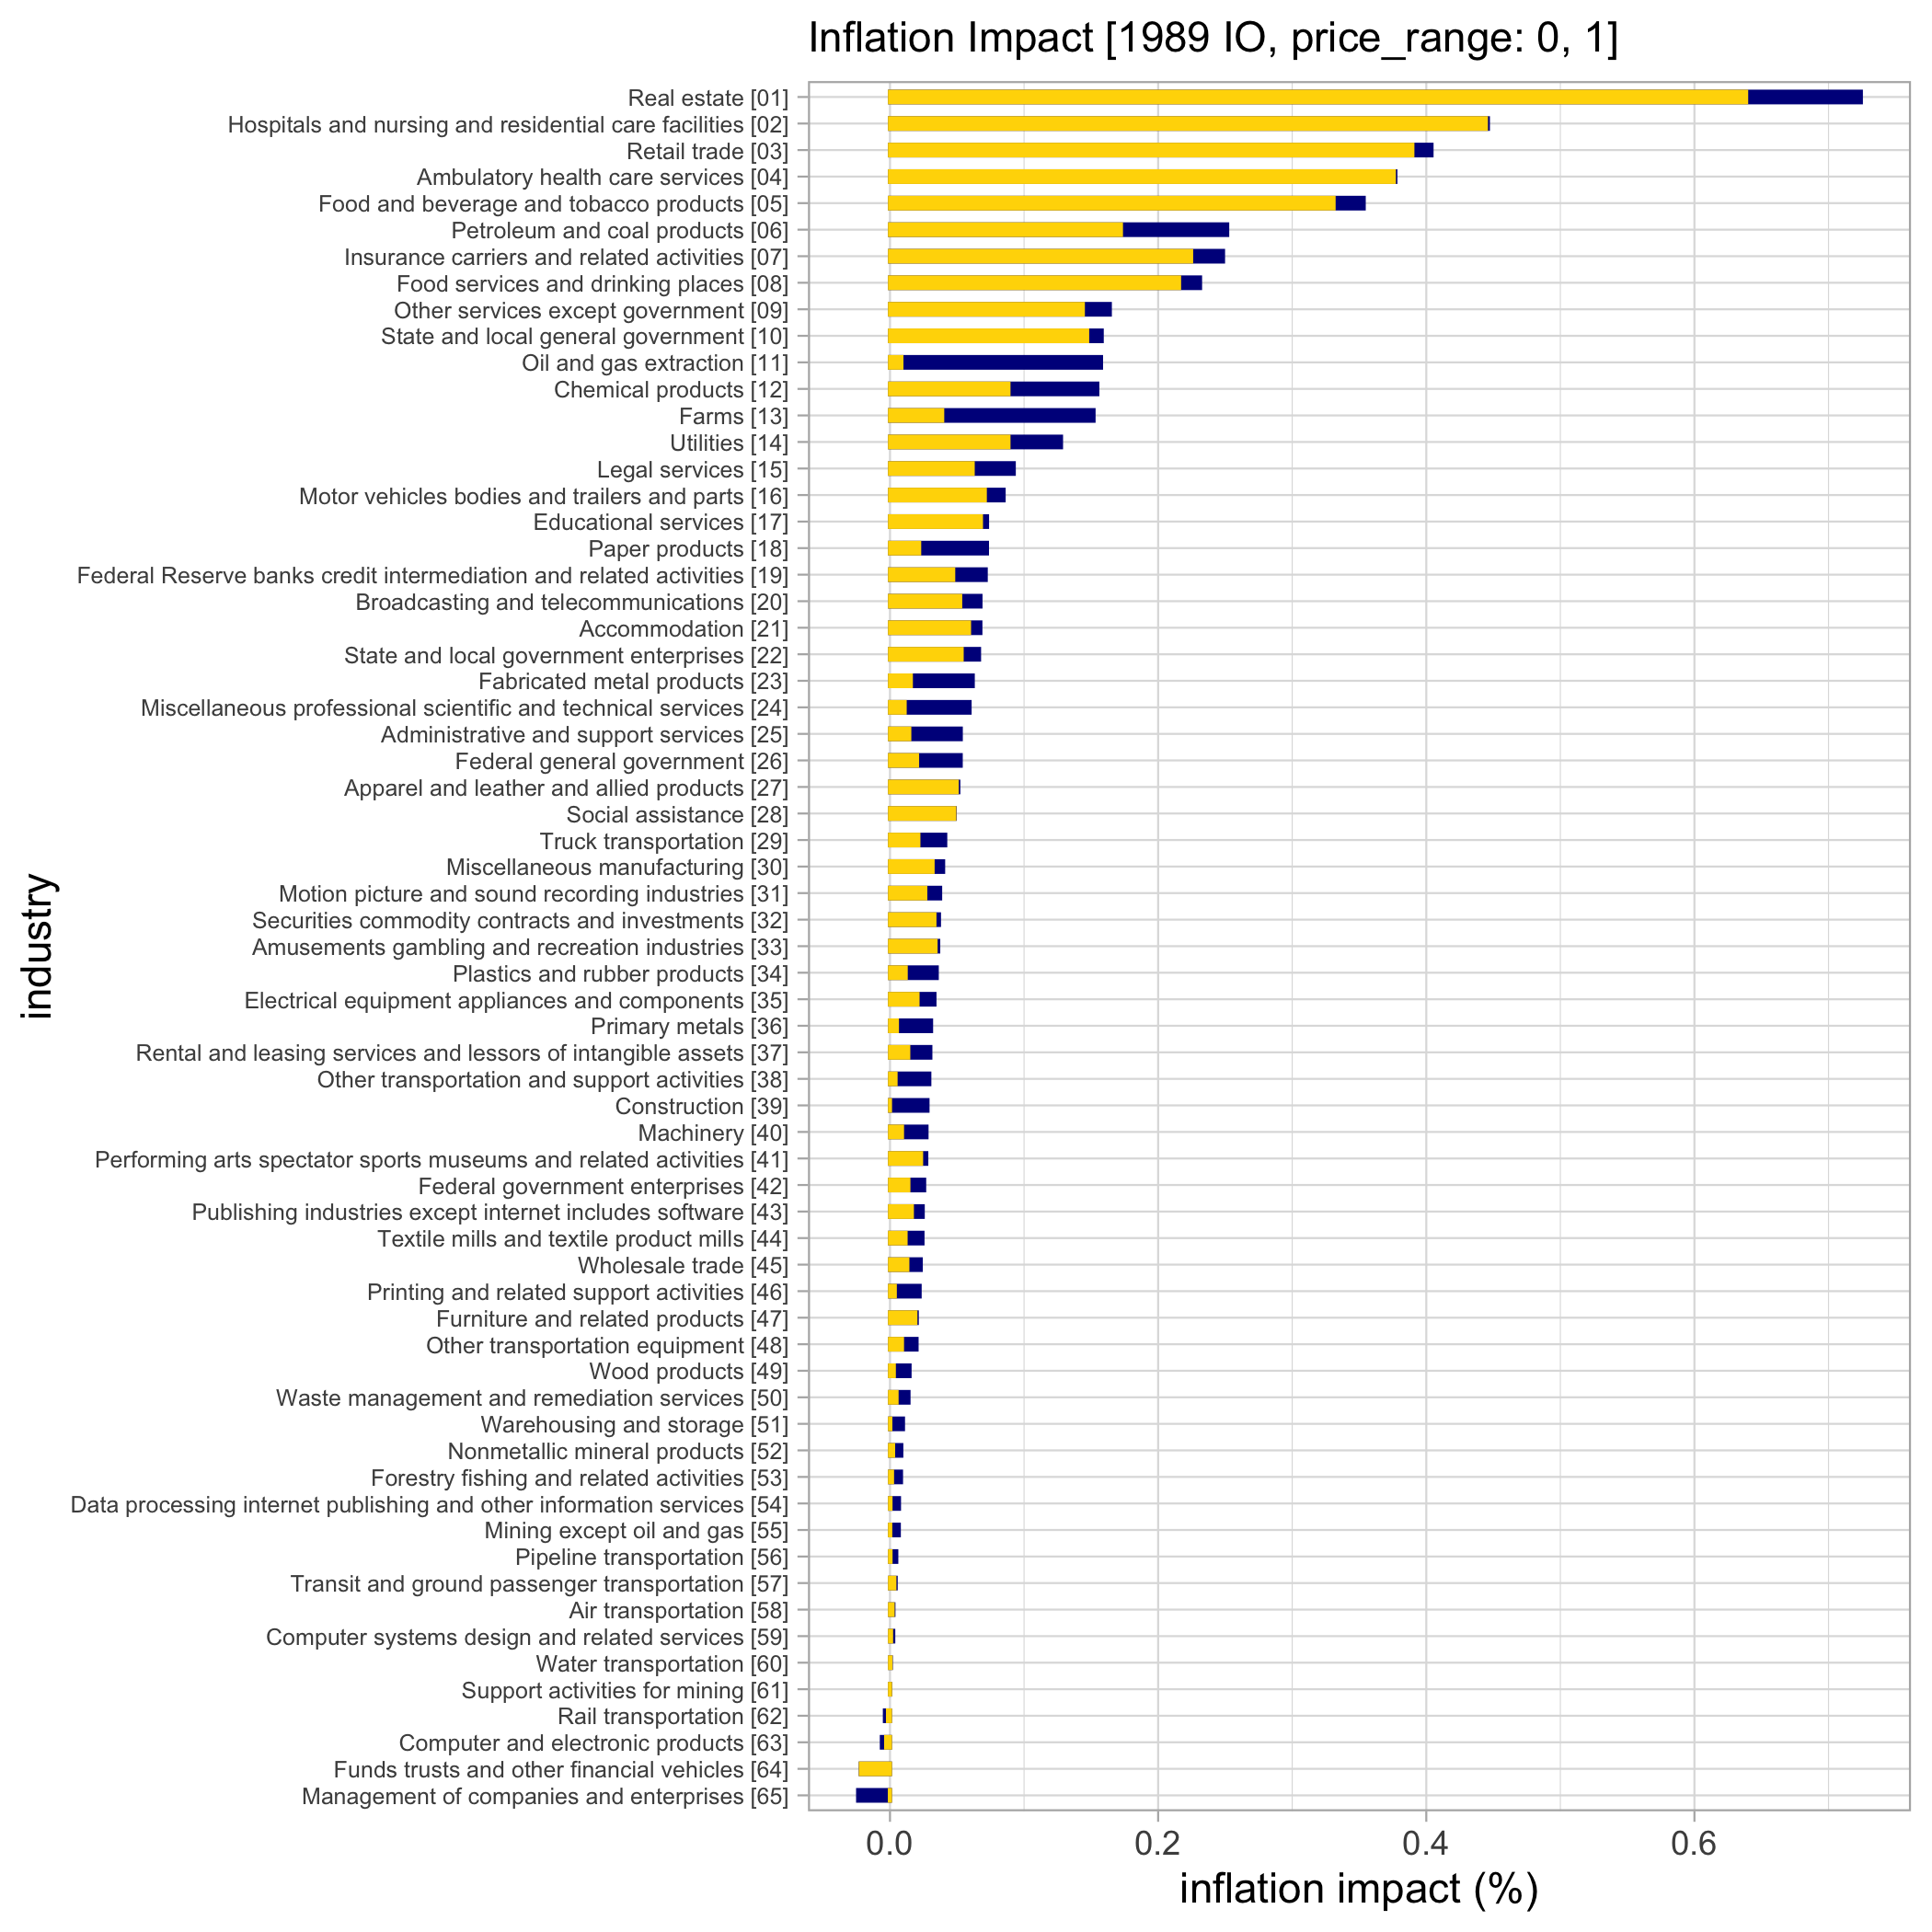 Inflation Impact [1989 IO, price_range: 0, 1]
Real estate [01]
Hospitals and nursing and residential care facilities [02]
Retail trade [03]
Ambulatory health care services [04]
Food and beverage and tobacco products [05]
Petroleum and coal products [06]
Insurance carriers and related activities [07]
Food services and drinking places [08]
Other services except government [09]
State and local general government [10]
Oil and gas extraction [11]
Chemical products [12]
Farms [13]
Utilities [14]
Legal services [15]
Motor vehicles bodies and trailers and parts [16]
Educational services [17]
Paper products [18]
Federal Reserve banks credit intermediation and related activities [19]
Broadcasting and telecommunications [20]
Accommodation [21]
State and local government enterprises [22]
Fabricated metal products [23]
Miscellaneous professional scientific and technical services [24]
Administrative and support services [25]
Federal general government [26]
Apparel and leather and allied products [27]
Social assistance [28]
Truck transportation [29]
Miscellaneous manufacturing [30]
Motion picture and sound recording industries [31]
Securities commodity contracts and investments [32]
Amusements gambling and recreation industries [33]
Plastics and rubber products [34]
Electrical equipment appliances and components [35]
Primary metals [36]
Rental and leasing services and lessors of intangible assets [37]
Other transportation and support activities [38]
Construction [39]
Machinery [40]
Performing arts spectator sports museums and related activities [41]
Federal government enterprises [42]
Publishing industries except internet includes software [43]
Textile mills and textile product mills [44]
Wholesale trade [45]
Printing and related support activities [46]
Furniture and related products [47]
Other transportation equipment [48]
Wood products [49]
Waste management and remediation services [50]
Warehousing and storage [51]
Nonmetallic mineral products [52]
Forestry fishing and related activities [53]
Data processing internet publishing and other information services [54]
Mining except oil and gas [55]
Pipeline transportation [56]
Transit and ground passenger transportation [57]
Air transportation [58]
Computer systems design and related services [59]
Water transportation [60]
Support activities for mining [61]
Rail transportation [62]
Computer and electronic products [63]
Funds trusts and other financial vehicles [64]
Management of companies and enterprises [65]
industry
0.0 0.2 0.4 0.6
inflation impact (%)